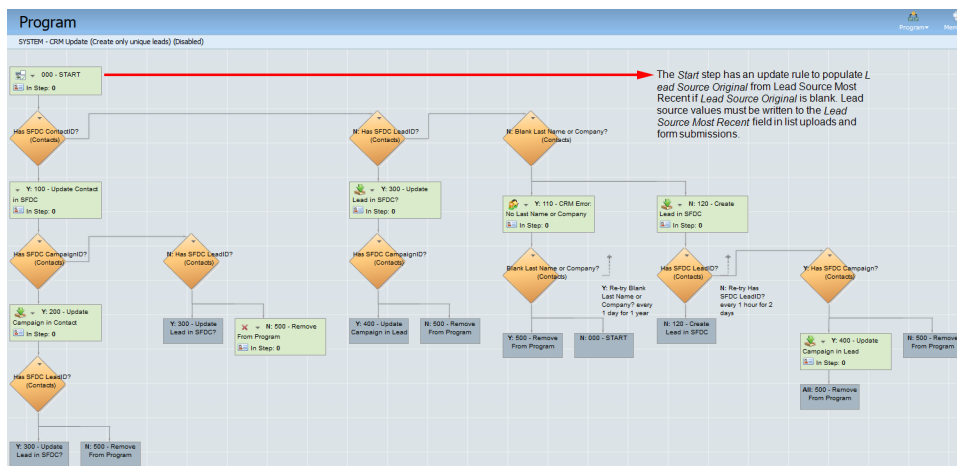 Program
Program
SYSTEM - CRM Update (Create only unique leads) (Disabled)
000 - START
In Step: 0
The Start step has an update rule to populate L
ead Source Original from Lead Source Most
Recent if Lead Source Original is blank. Lead
source values must be written to the Lead
Source Most Recent field in list uploads and
form submissions.
Has SFDC ContactID?
(Contacts)
N: Has SFDC LeadID?
(Contacts)
N: Blank Last Name or Company?
(Contacts)
Y: 100 - Update Contact
in SFDC
In Step: 0
Y: 300 - Update
Lead in SFDC?
In Step: 0
Y: 110 - CRM Error:
No Last Name or Company
In Step: 0
N: 120 - Create
Lead in SFDC
In Step: 0
Has SFDC CampaignID?
(Contacts)
N: Has SFDC LeadID?
(Contacts)
Has SFDC CampaignID?
(Contacts)
Blank Last Name or Company?
(Contacts)
Y: Re-try Blank
Last Name or
Company? every
1 day for 1 year
Has SFDC LeadID?
(Contacts)
N: Re-try Has
SFDC LeadID?
every 1 hour for 2
days
Y: Has SFDC Campaign?
(Contacts)
Y: 200 - Update
Campaign in Contact
In Step: 0
Y: 300 - Update
Lead in SFDC?
N: 500 - Remove
From Program
In Step: 0
Y: 400 - Update
Campaign in Lead
N: 500 - Remove
From Program
Y: 500 - Remove
From Program
N: 000 - START
N: 120 - Create
Lead in SFDC
Y: 400 - Update
Campaign in Lead
In Step: 0
N: 500 - Remove
From Program
Has SFDC LeadID?
(Contacts)
All: 500 - Remove
From Program
Y: 300 - Update
Lead in SFDC?
N: 500 - Remove
From Program